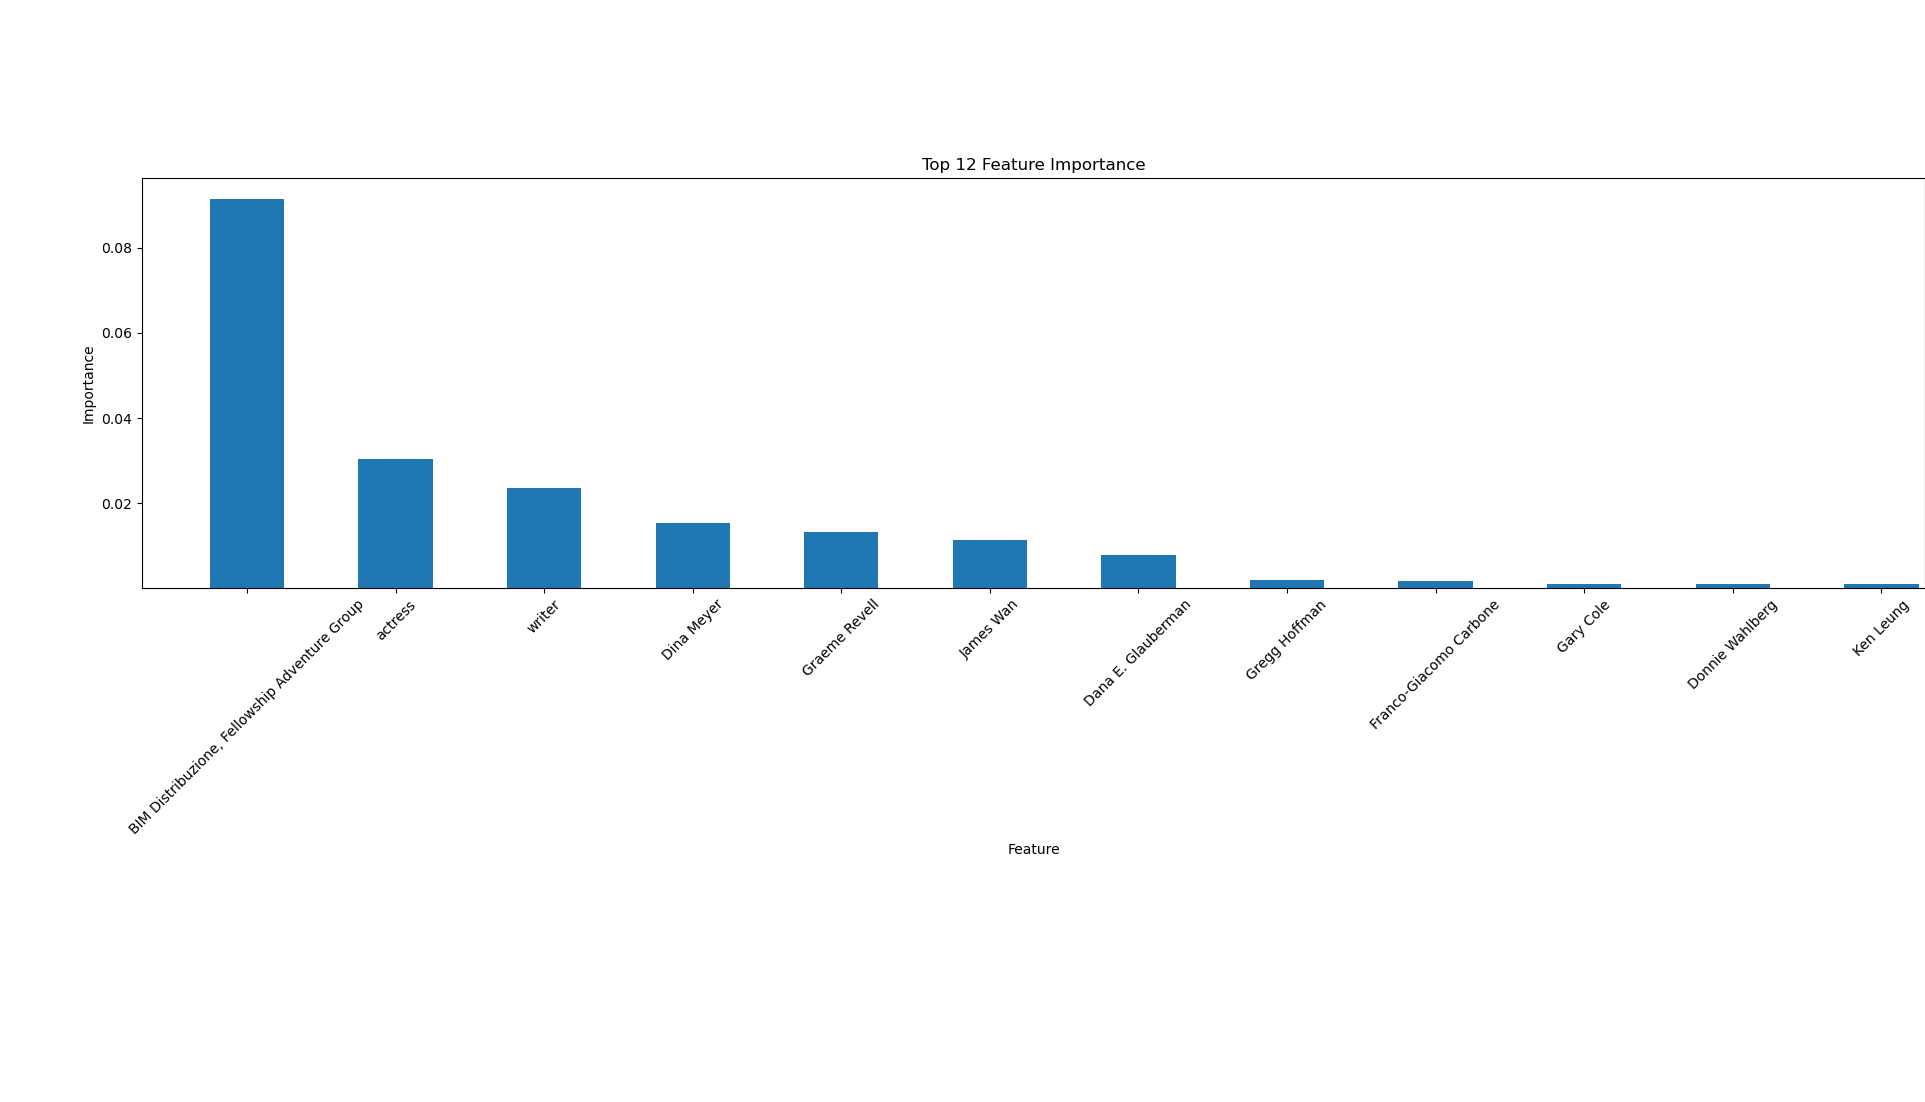 Top 12 Feature Importance
Importance
0.08
0.06
0.04
0.02
BIM Distribuzione, Fellowship Adventure Group
actress
writer
Dina Meyer
Graeme Revell
James Wan
Dana E. Glauberman
Gregg Hoffman
Franco-Giacomo Carbone
Gary Cole
Donnie Wahlberg
Ken Leung
Feature